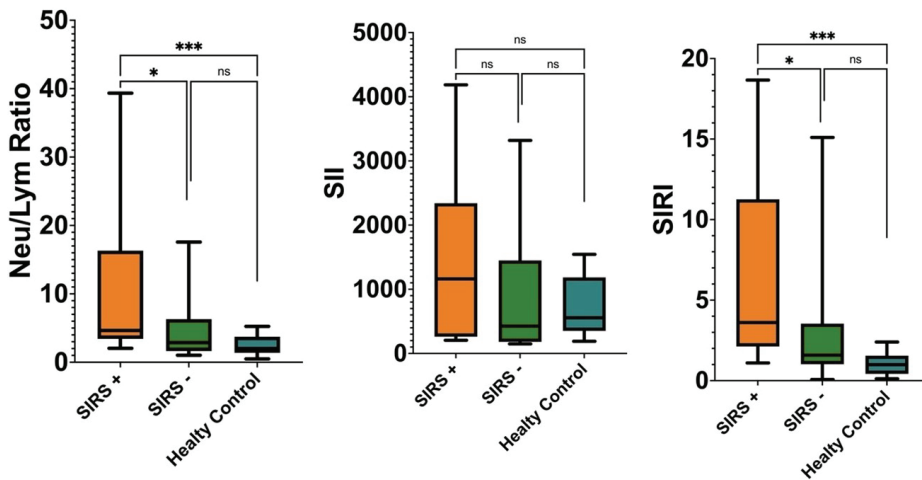 Neu/Lym Ratio
50
40
30
20
10
0
***
*
ns
SIRS +
SIRS -
Healty Control
SII
5000
4000
3000
2000
1000
0
ns
ns
ns
SIRS +
SIRS -
Healty Control
SIRI
20
15
10
5
0
***
*
ns
SIRS +
SIRS -
Healty Control